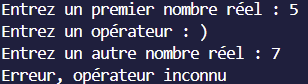 Entrez un premier nombre réel : 5
Entrez un opérateur : )
Entrez un autre nombre réel : 7
Erreur, opérateur inconnu